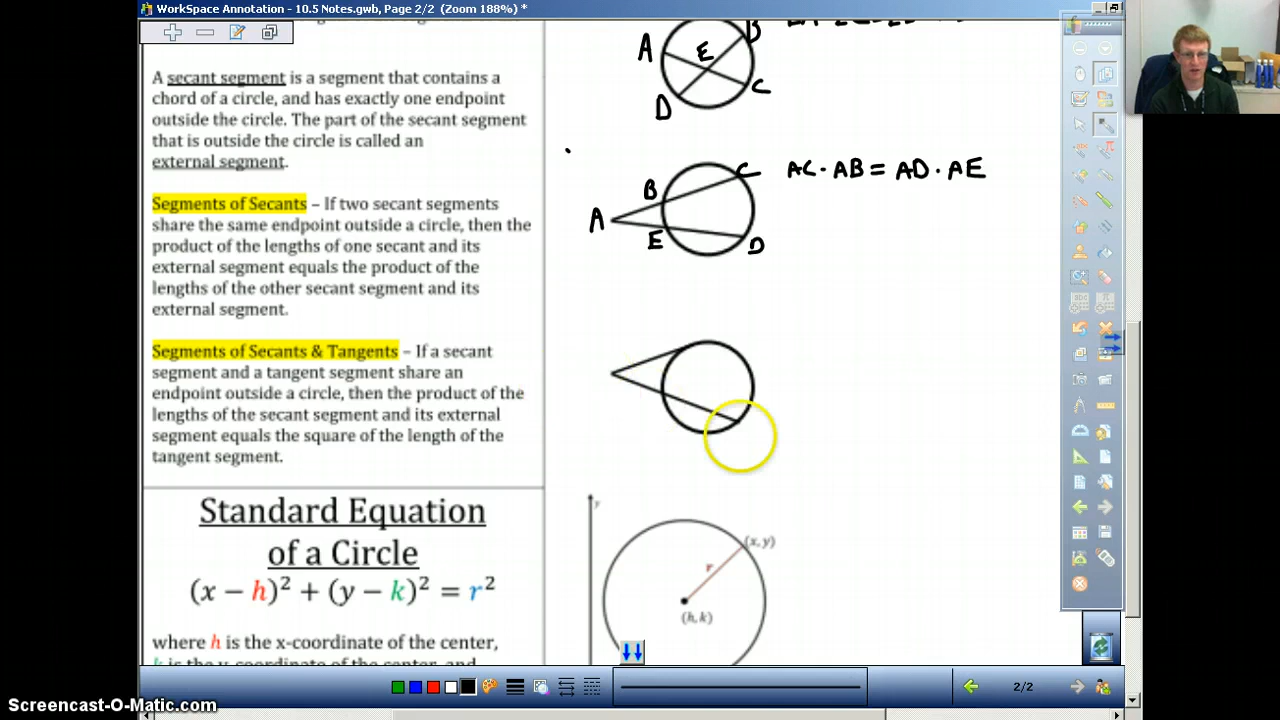 WorkSpace Annotation - 10.5 Notes.gwb, Page 2/2 (Zoom 188%) *
A secant segment is a segment that contains a
chord of a circle, and has exactly one endpoint
outside the circle. The part of the secant segment
that is outside the circle is called an
external segment.
Segments of Secants – If two secant segments
share the same endpoint outside a circle, then the
product of the lengths of one secant and its
external segment equals the product of the
lengths of the other secant segment and its
external segment.
Segments of Secants & Tangents – If a secant
segment and a tangent segment share an
endpoint outside a circle, then the product of the
lengths of the secant segment and its external
segment equals the square of the length of the
tangent segment.
Standard Equation
of a Circle
(x − h)² + (y − k)² = r²
where h is the x-coordinate of the center,
k is the y-coordinate of the center, and
A
E
B
C
D
B
C
A
E
D
AC · AB = AD · AE
y
(x, y)
r
(h, k)
2/2
Screencast-O-Matic.com